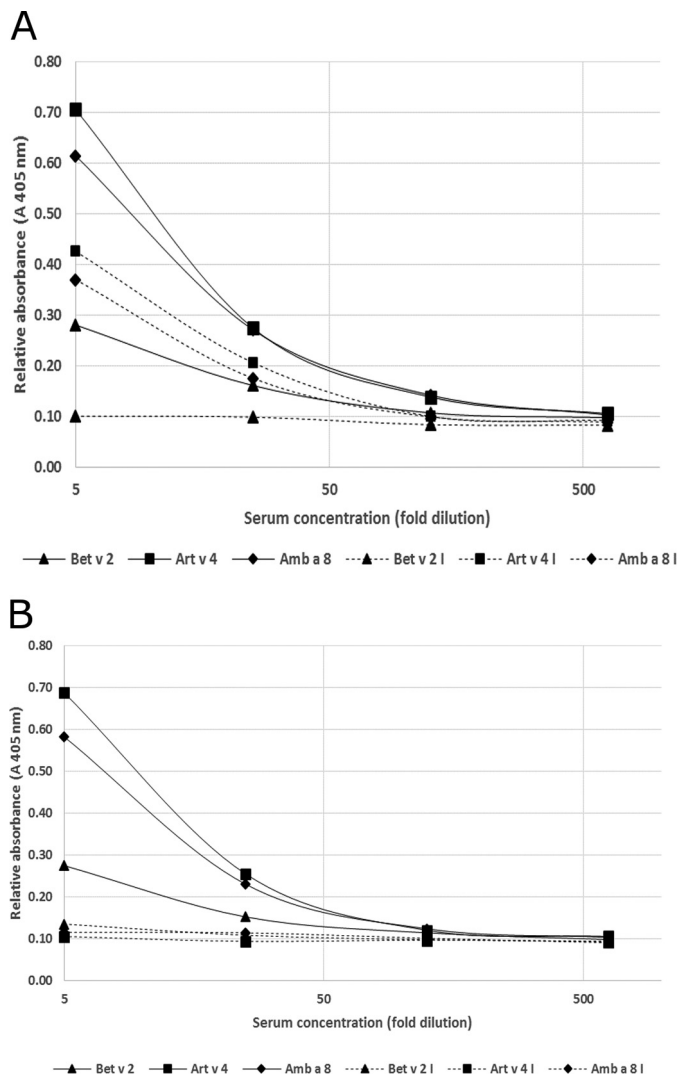 A
0.80
0.70
0.60
0.50
0.40
0.30
0.20
0.10
0.00
Relative absorbance (A 405 nm)
5 50 500
Serum concentration (fold dilution)
Bet v 2 Art v 4 Amb a 8 Bet v 2 I Art v 4 I Amb a 8 I
B
0.80
0.70
0.60
0.50
0.40
0.30
0.20
0.10
0.00
Relative absorbance (A 405 nm)
5 50 500
Serum concentration (fold dilution)
Bet v 2 Art v 4 Amb a 8 Bet v 2 I Art v 4 I Amb a 8 I